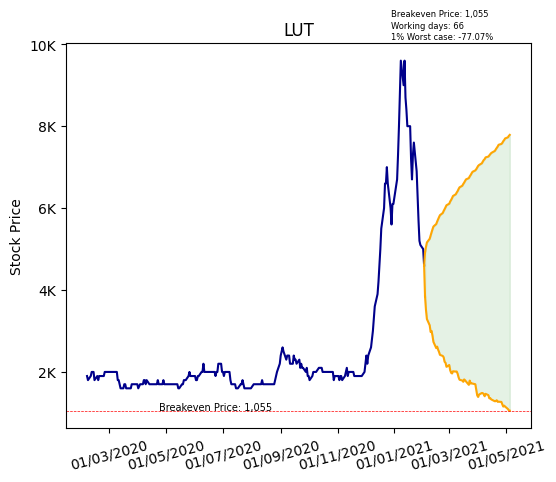 Breakeven Price: 1,055
Working days: 66
1% Worst case: -77.07%
LUT
10K
8K
6K
4K
2K
Stock Price
Breakeven Price: 1,055
01/03/2020
01/05/2020
01/07/2020
01/09/2020
01/11/2020
01/01/2021
01/03/2021
01/05/2021